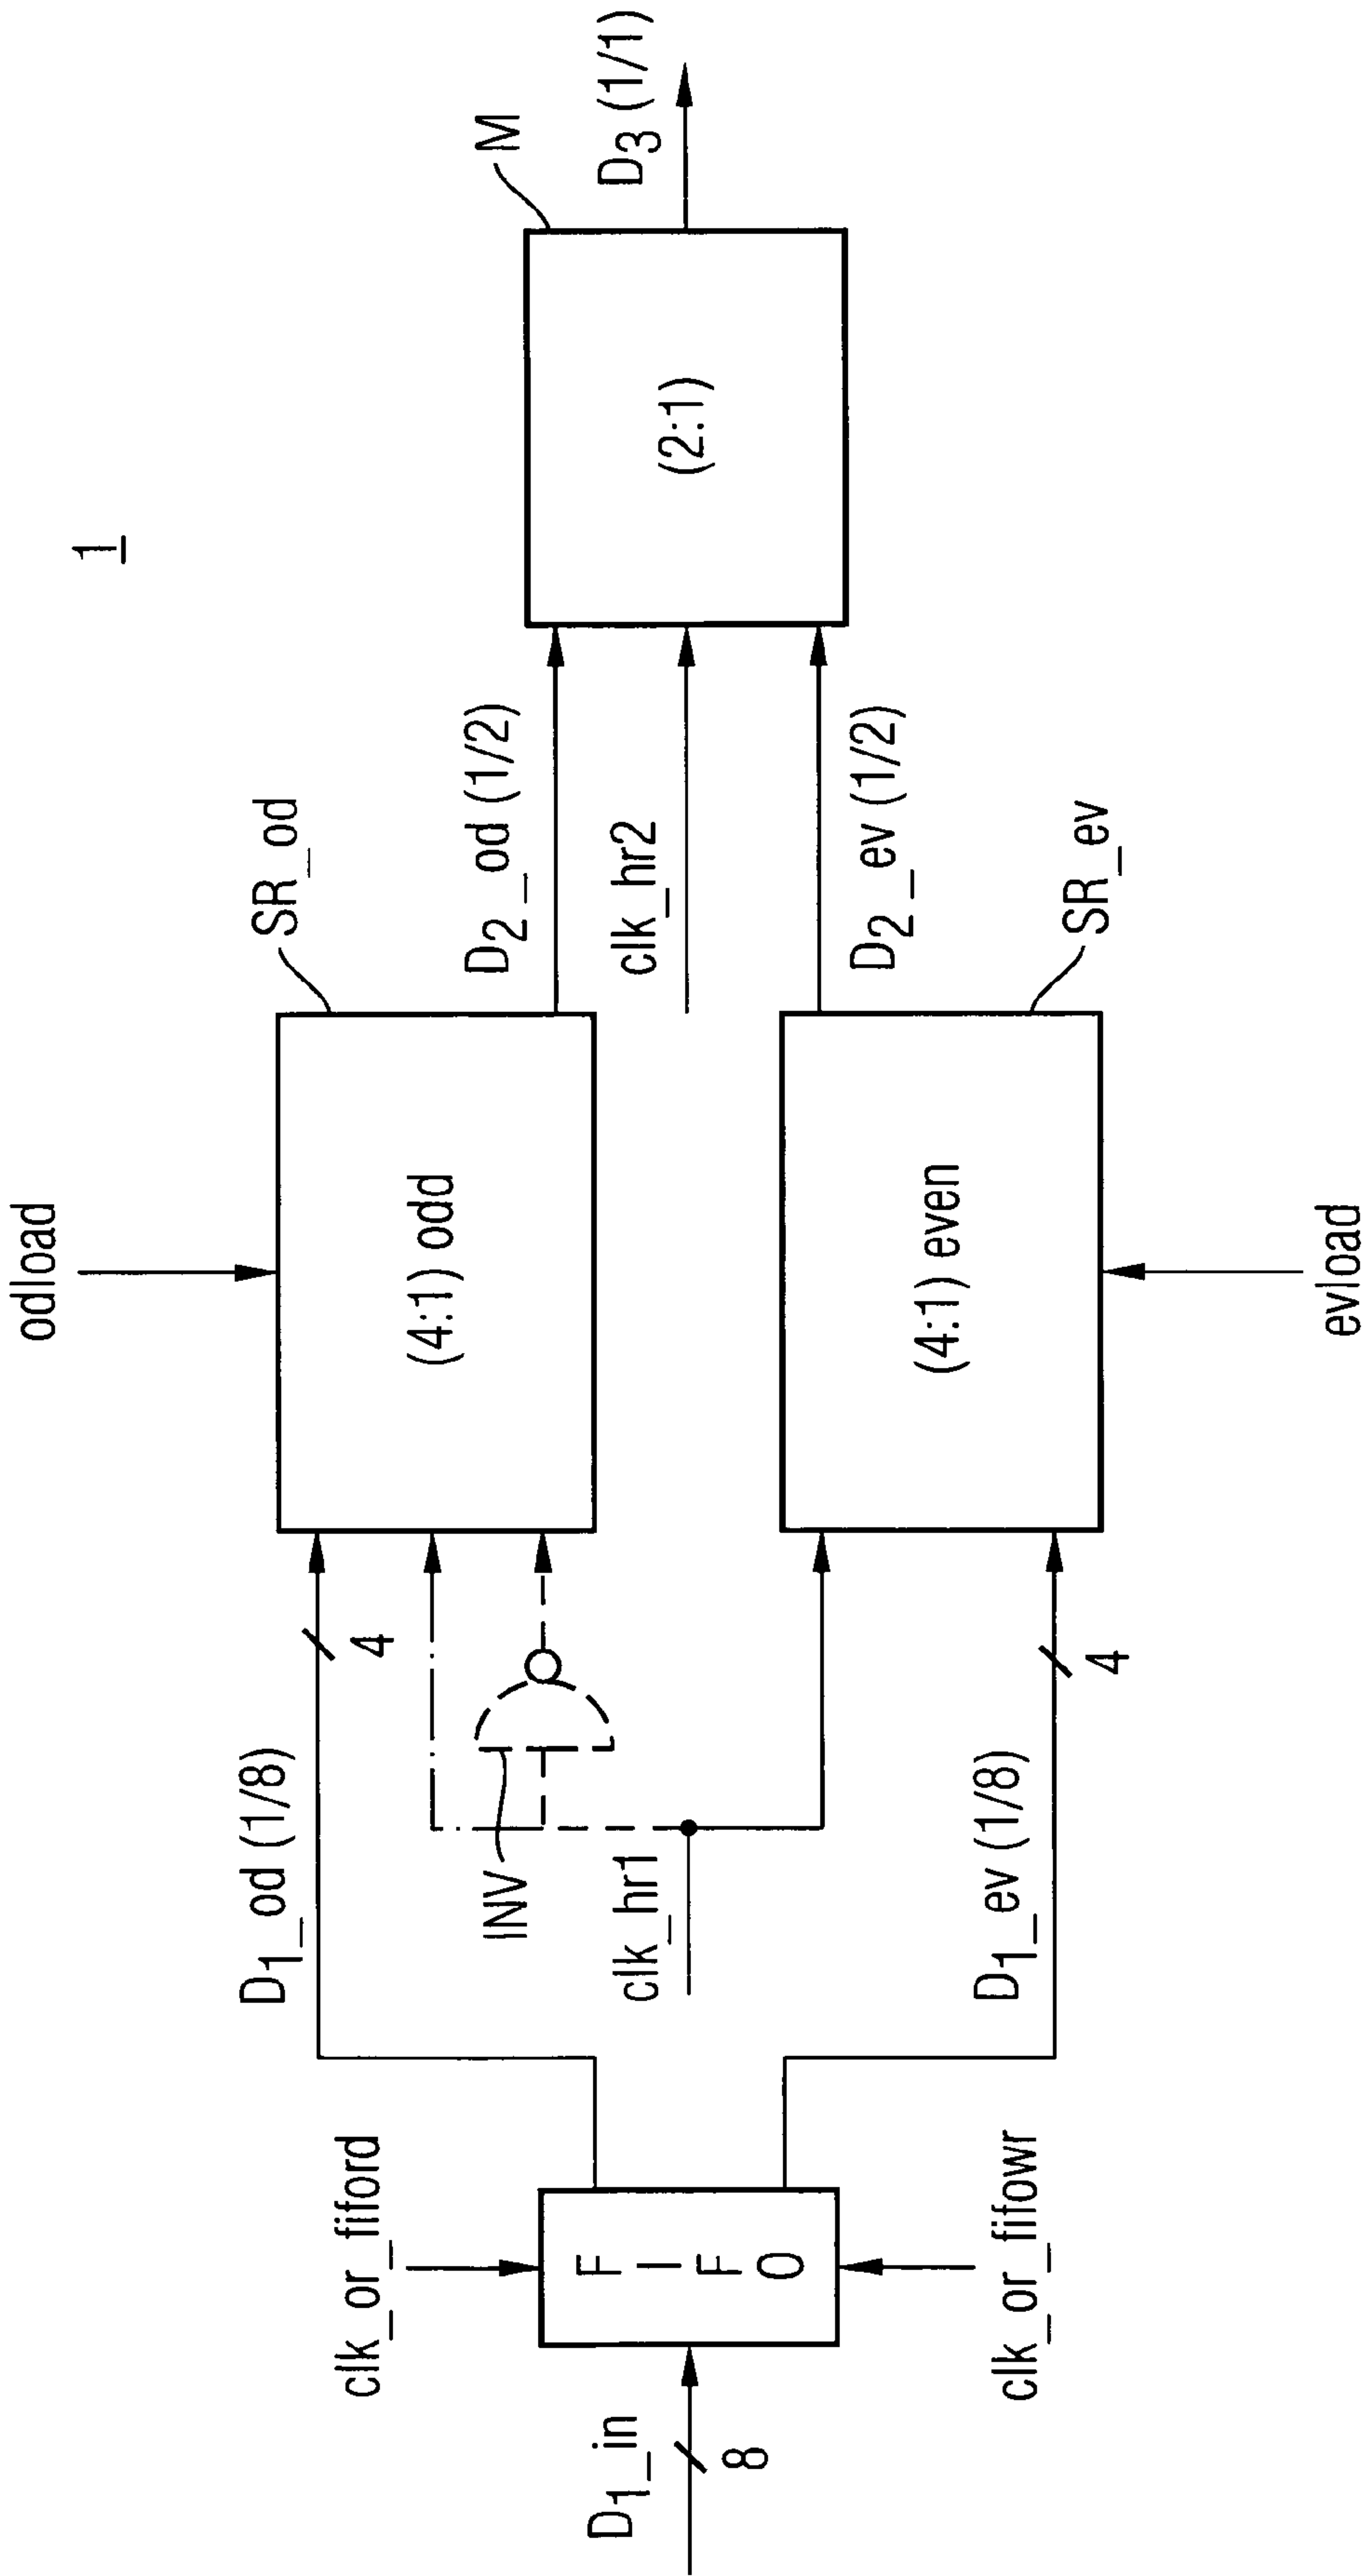 1
odload
evload
SR_od
SR_ev
M
D1_in
8
clk_or_fiford
clk_or_fifowr
FIFO
D1_od (1/8)
4
INV
clk_hr1
D1_ev (1/8)
4
(4:1) odd
(4:1) even
D2_od (1/2)
clk_hr2
D2_ev (1/2)
(2:1)
D3 (1/1)